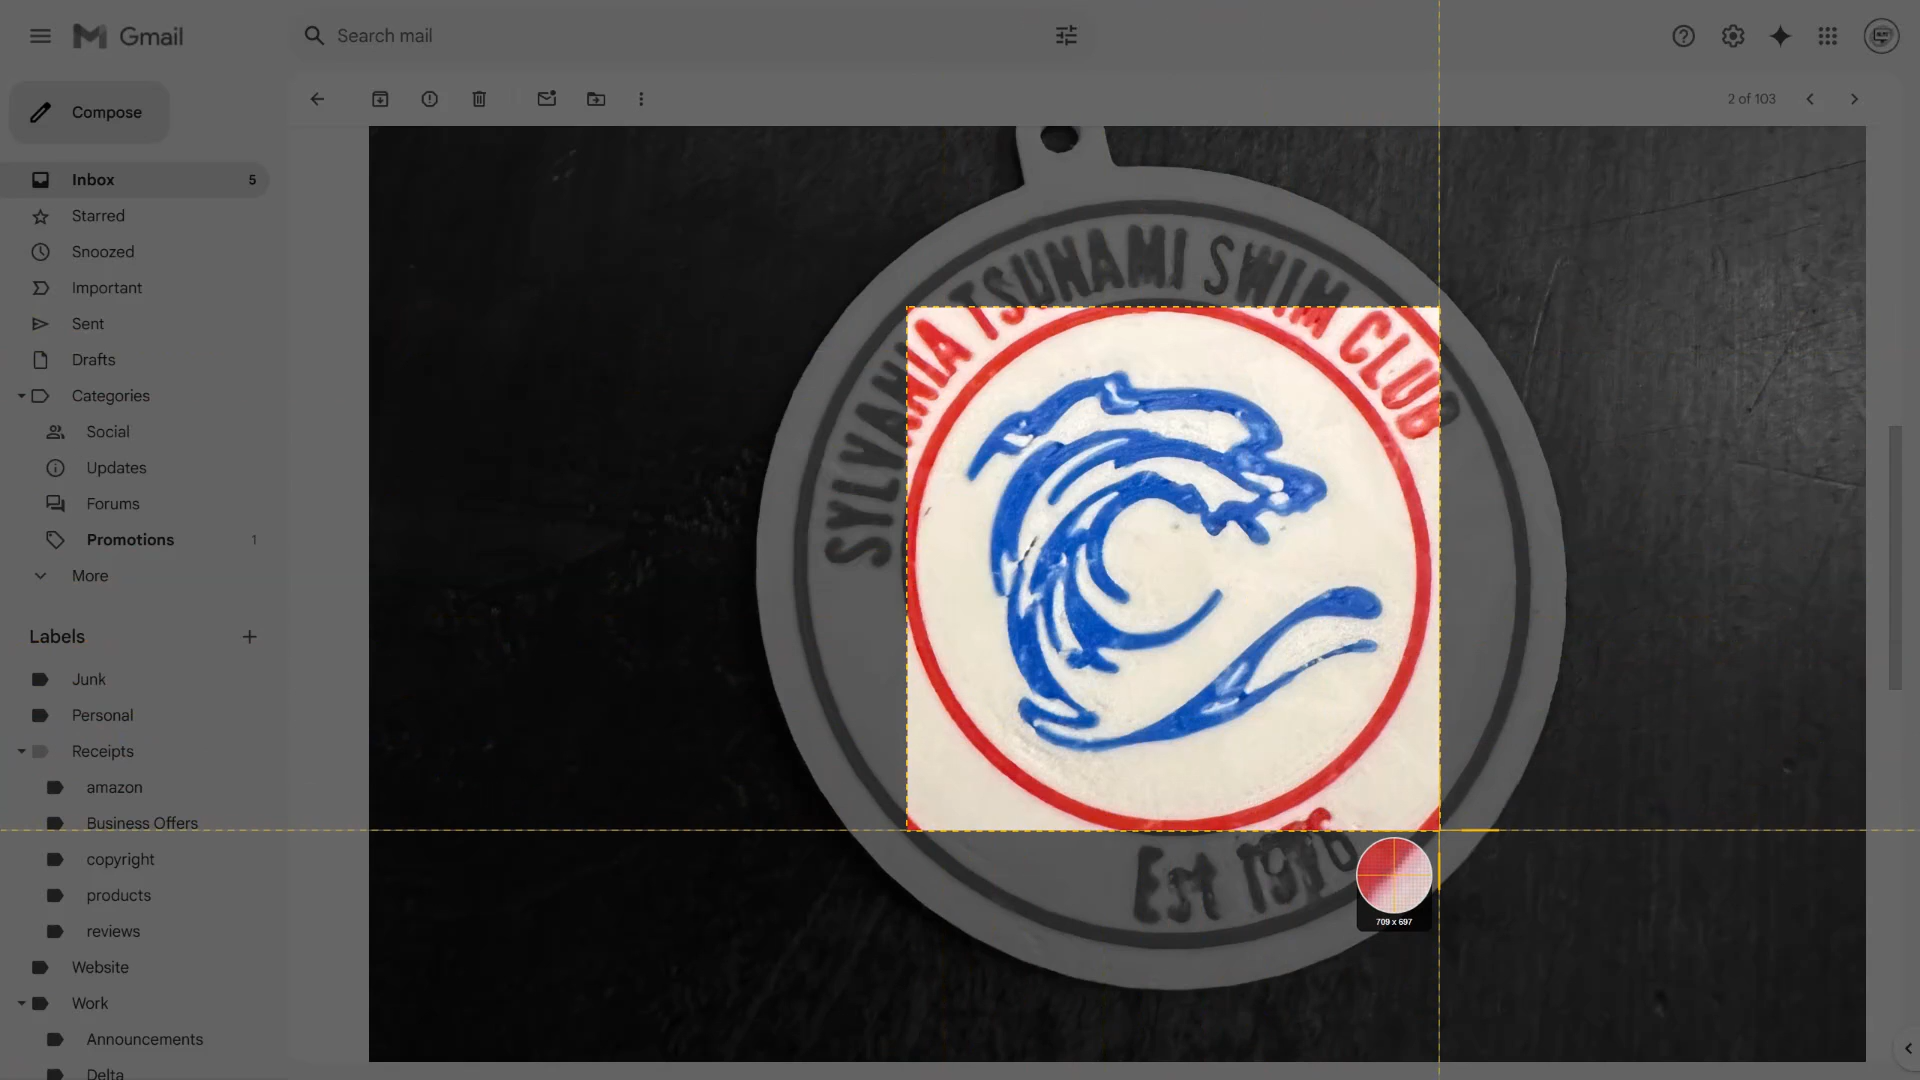 Gmail
Search mail
Compose
2 of 103
Inbox 5
Starred
Snoozed
Important
Sent
Drafts
Categories
Social
Updates
Forums
Promotions 1
More
Labels
Junk
Personal
Receipts
amazon
Business Offers
copyright
products
reviews
Website
Work
Announcements
Delta
SYLVANIA TSUNAMI SWIM CLUB
Est 1976
709 x 697